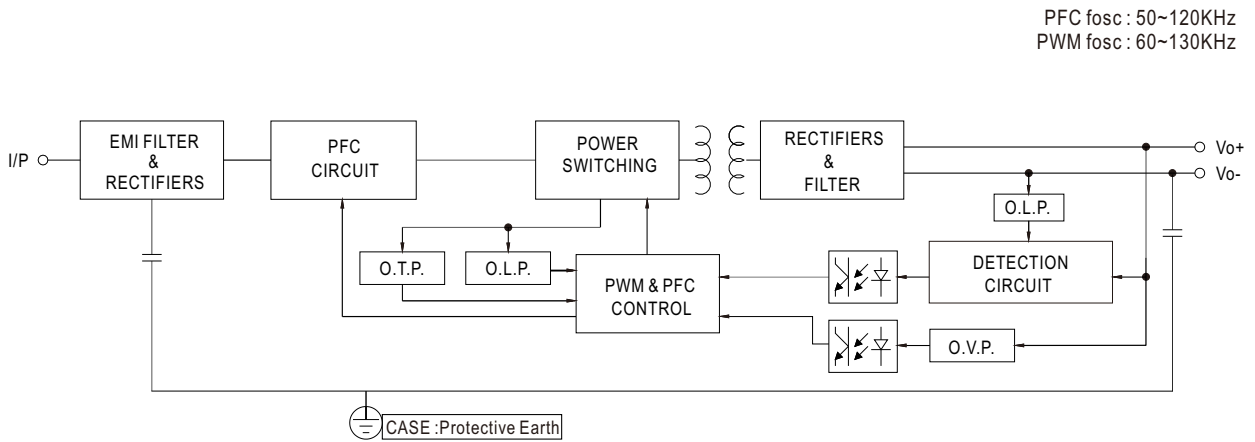 PFC fosc : 50~120KHz
PWM fosc : 60~130KHz
I/P
EMI FILTER
&
RECTIFIERS
PFC
CIRCUIT
POWER
SWITCHING
RECTIFIERS
&
FILTER
Vo+
Vo-
O.L.P.
O.T.P.
O.L.P.
PWM & PFC
CONTROL
DETECTION
CIRCUIT
O.V.P.
CASE :Protective Earth